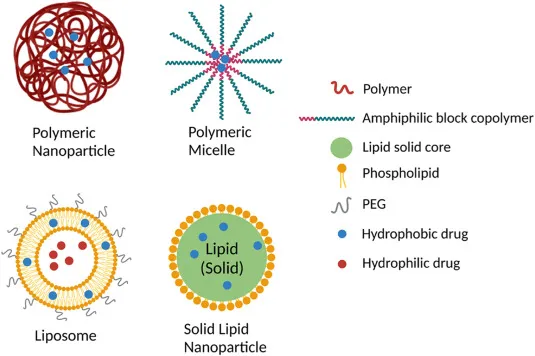 Polymeric
Nanoparticle
Polymeric
Micelle
Polymer
Amphiphilic block copolymer
Lipid solid core
Phospholipid
PEG
Hydrophobic drug
Hydrophilic drug
Lipid
(Solid)
Liposome
Solid Lipid
Nanoparticle